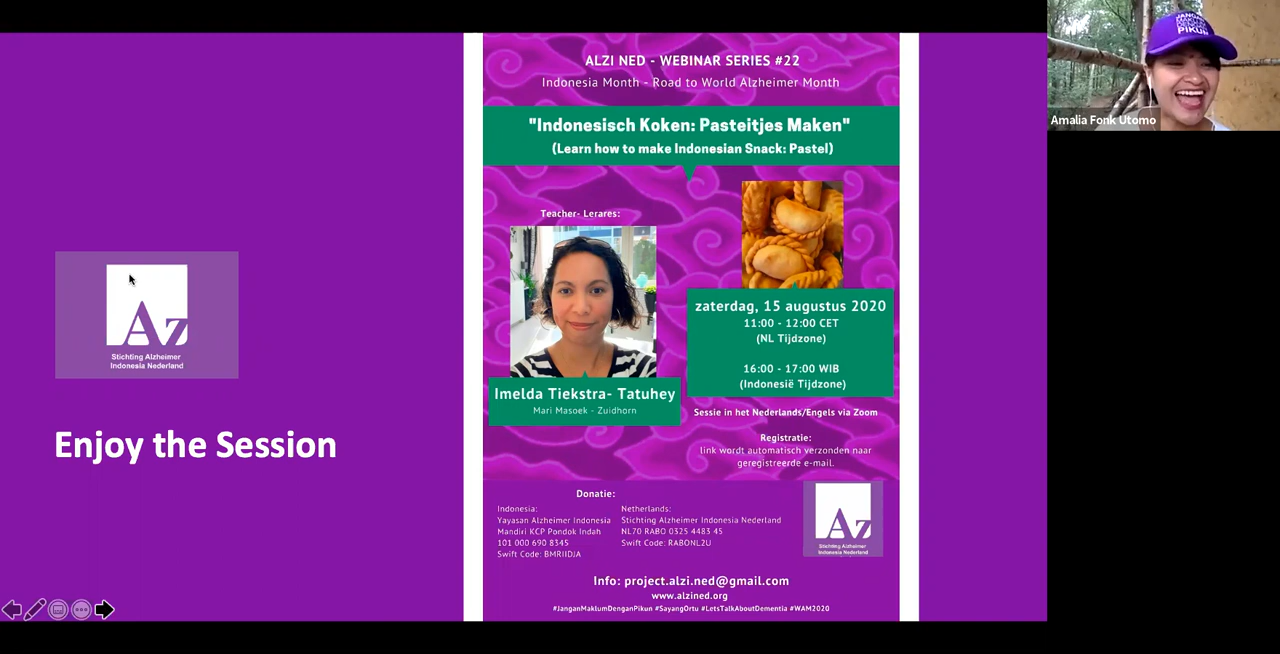 ALZI NED - WEBINAR SERIES #22
Indonesia Month - Road to World Alzheimer Month
"Indonesisch Koken: Pasteitjes Maken"
(Learn how to make Indonesian Snack: Pastel)
Teacher- Lerares:
Imelda Tiekstra- Tatuhey
Mari Masoek - Zuidhorn
zaterdag, 15 augustus 2020
11:00 - 12:00 CET
(NL Tijdzone)
16:00 - 17:00 WIB
(Indonesië Tijdzone)
Sessie in het Nederlands/Engels via Zoom
Registratie:
link wordt automatisch verzonden naar
geregistreerde e-mail.
Donatie:
Indonesia:
Yayasan Alzheimer Indonesia
Mandiri KCP Pondok Indah
101 000 690 8345
Swift Code: BMRIIDJA
Netherlands:
Stichting Alzheimer Indonesia Nederland
NL70 RABO 0325 4483 45
Swift Code: RABONL2U
Az
Stichting Alzheimer
Indonesia Nederland
Info: project.alzi.ned@gmail.com
www.alzined.org
#JanganMaklumDenganPikun #SayangOrtu #LetsTalkAboutDementia #WAM2020
Az
Stichting Alzheimer
Indonesia Nederland
Enjoy the Session
JANGAN
MAKLUM
DENGAN
PIKUN
Amalia Fonk Utomo